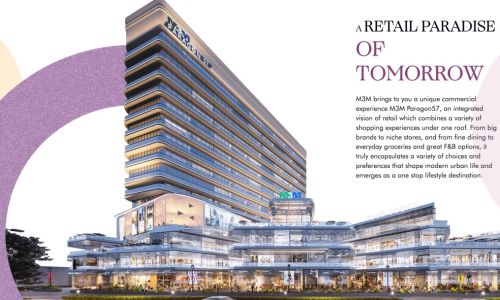 A RETAIL PARADISE
OF
TOMORROW
M3M brings to you a unique commercial
experience M3M Paragon57, an integrated
vision of retail which combines a variety of
shopping experiences under one roof. From big
brands to niche stores, and from fine dining to
everyday groceries and great F&B options, it
truly encapsulates a variety of choices and
preferences that shape modern urban life and
emerges as a one stop lifestyle destination.